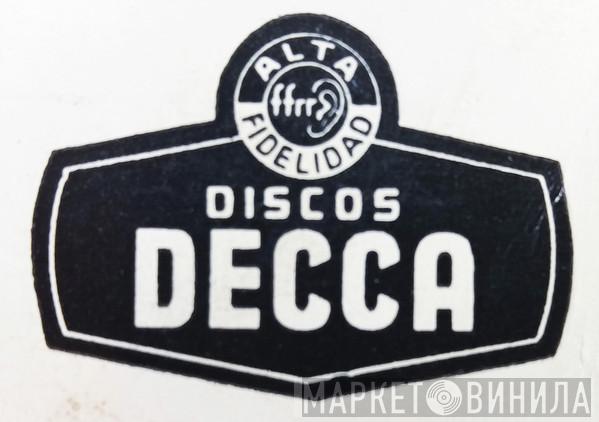 ALTA
ffrr
FIDELIDAD
DISCOS
DECCA
МАРКЕТ ВИНИЛА